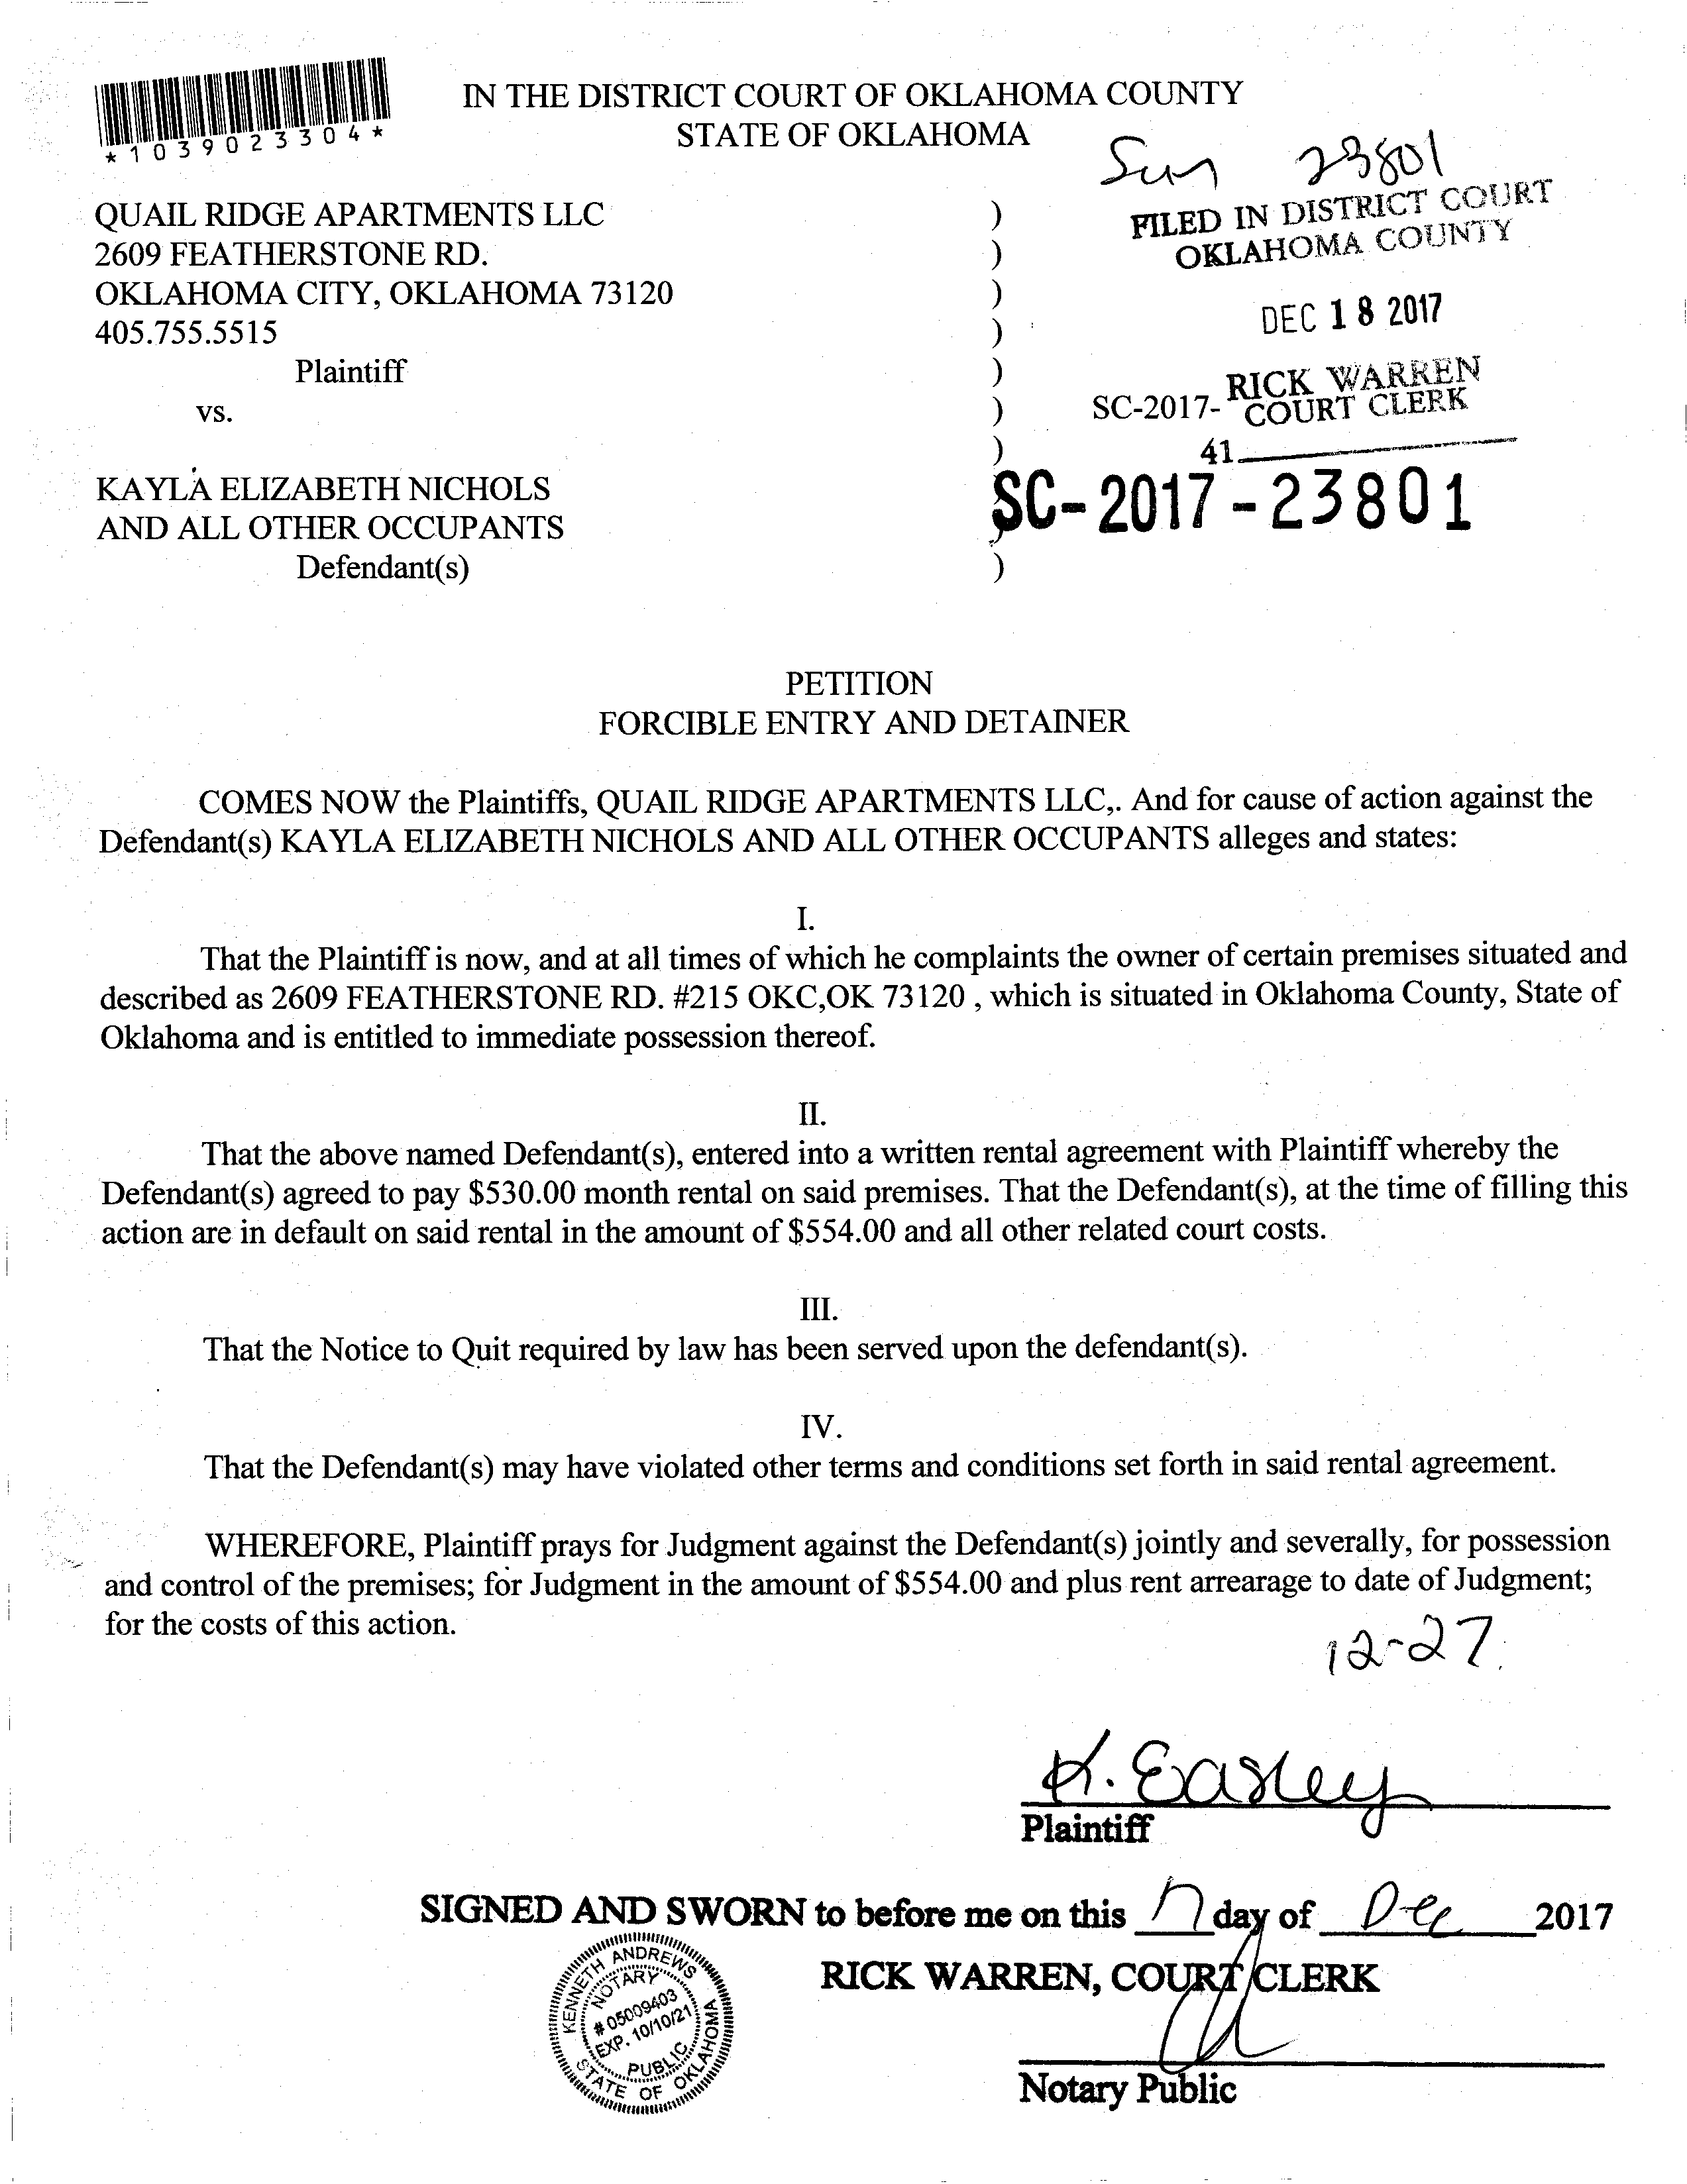 IN THE DISTRICT COURT OF OKLAHOMA COUNTY
STATE OF OKLAHOMA
*1039023304*
23801
FILED IN DISTRICT COURT
OKLAHOMA COUNTY
DEC 18 2017
RICK WARREN
COURT CLERK
SC-2017-
41
SC-2017-23801
QUAIL RIDGE APARTMENTS LLC )
2609 FEATHERSTONE RD. )
OKLAHOMA CITY, OKLAHOMA 73120 )
405.755.5515 )
Plaintiff )
vs. )
)
KAYLA ELIZABETH NICHOLS
AND ALL OTHER OCCUPANTS )
Defendant(s) )
PETITION
FORCIBLE ENTRY AND DETAINER
COMES NOW the Plaintiffs, QUAIL RIDGE APARTMENTS LLC,. And for cause of action against the
Defendant(s) KAYLA ELIZABETH NICHOLS AND ALL OTHER OCCUPANTS alleges and states:
I.
That the Plaintiff is now, and at all times of which he complaints the owner of certain premises situated and
described as 2609 FEATHERSTONE RD. #215 OKC,OK 73120 , which is situated in Oklahoma County, State of
Oklahoma and is entitled to immediate possession thereof.
II.
That the above named Defendant(s), entered into a written rental agreement with Plaintiff whereby the
Defendant(s) agreed to pay $530.00 month rental on said premises. That the Defendant(s), at the time of filling this
action are in default on said rental in the amount of $554.00 and all other related court costs.
III.
That the Notice to Quit required by law has been served upon the defendant(s).
IV.
That the Defendant(s) may have violated other terms and conditions set forth in said rental agreement.
WHEREFORE, Plaintiff prays for Judgment against the Defendant(s) jointly and severally, for possession
and control of the premises; for Judgment in the amount of $554.00 and plus rent arrearage to date of Judgment;
for the costs of this action.
12-27
K. Easley
Plaintiff
SIGNED AND SWORN to before me on this day of Dec 2017
RICK WARREN, COURT CLERK
KENNETH ANDREWS
NOTARY
# 05009403
EXP. 10/10/21
PUBLIC
STATE OF OKLAHOMA
Notary Public